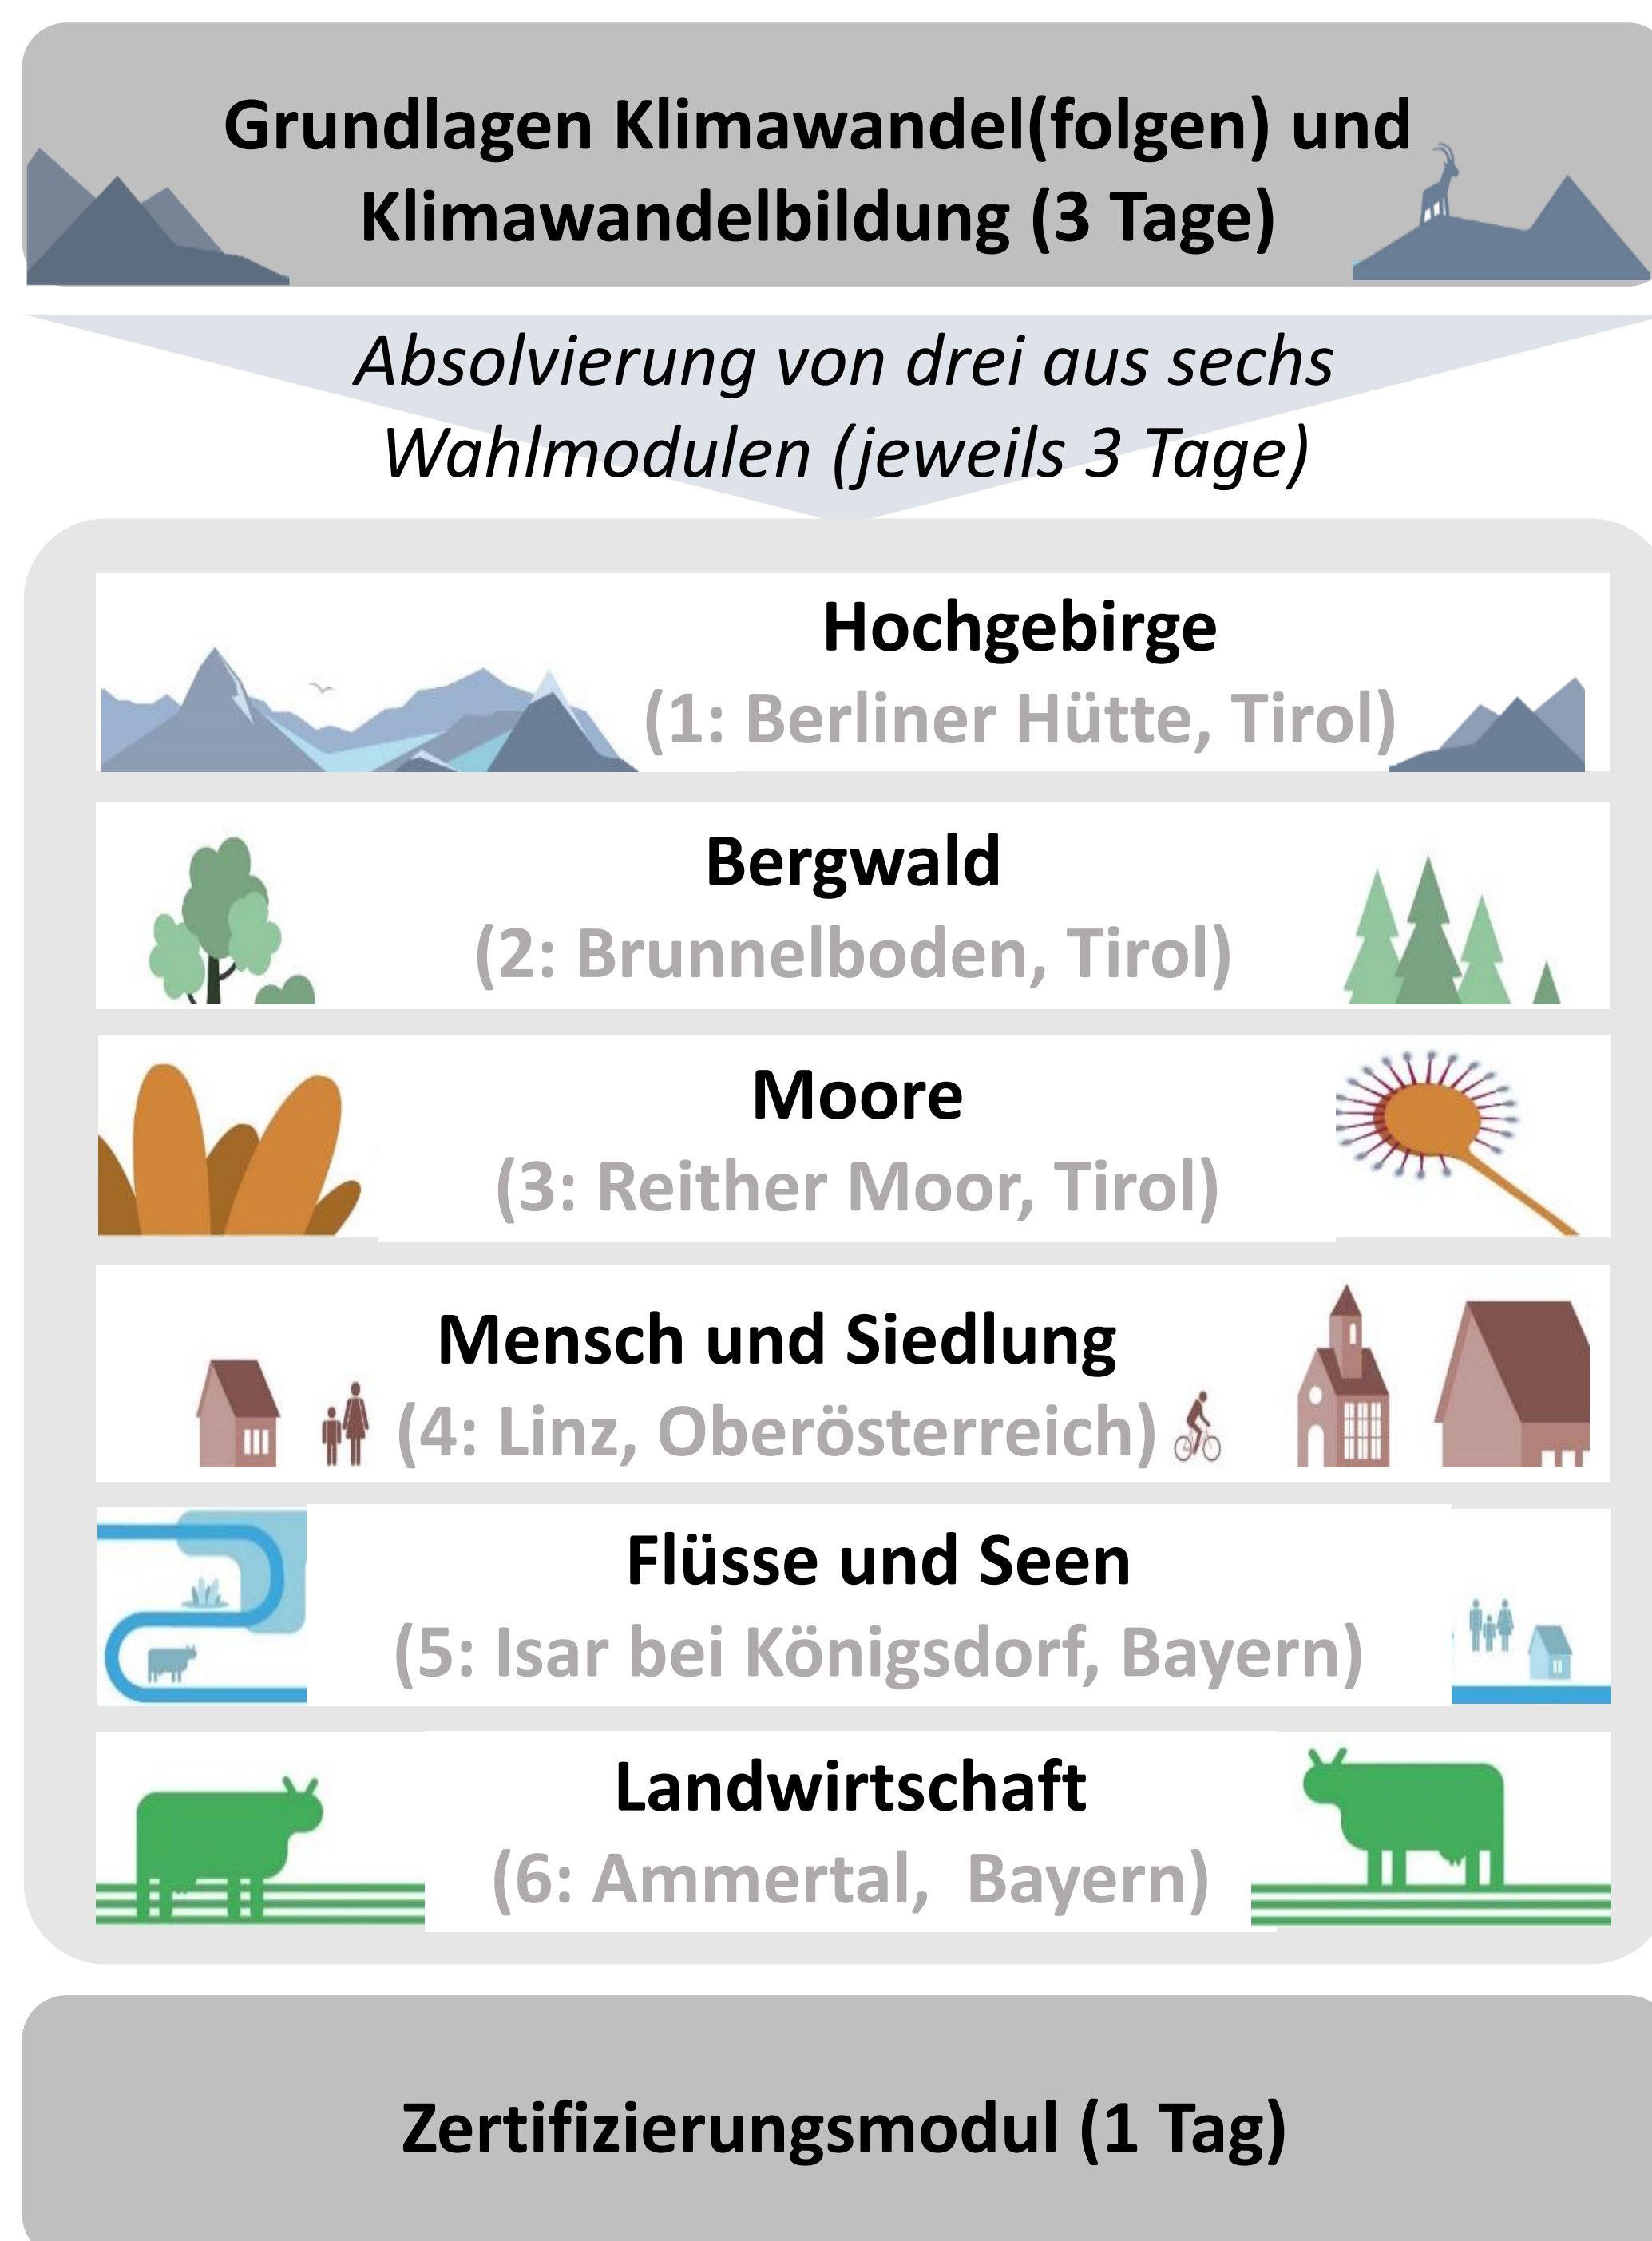 Grundlagen Klimawandel(folgen) und
Klimawandelbildung (3 Tage)
Absolvierung von drei aus sechs
Wahlmodulen (jeweils 3 Tage)
Hochgebirge
(1: Berliner Hütte, Tirol)
Bergwald
(2: Brunnelboden, Tirol)
Moore
(3: Reither Moor, Tirol)
Mensch und Siedlung
(4: Linz, Oberösterreich)
Flüsse und Seen
(5: Isar bei Königsdorf, Bayern)
Landwirtschaft
(6: Ammertal, Bayern)
Zertifizierungsmodul (1 Tag)